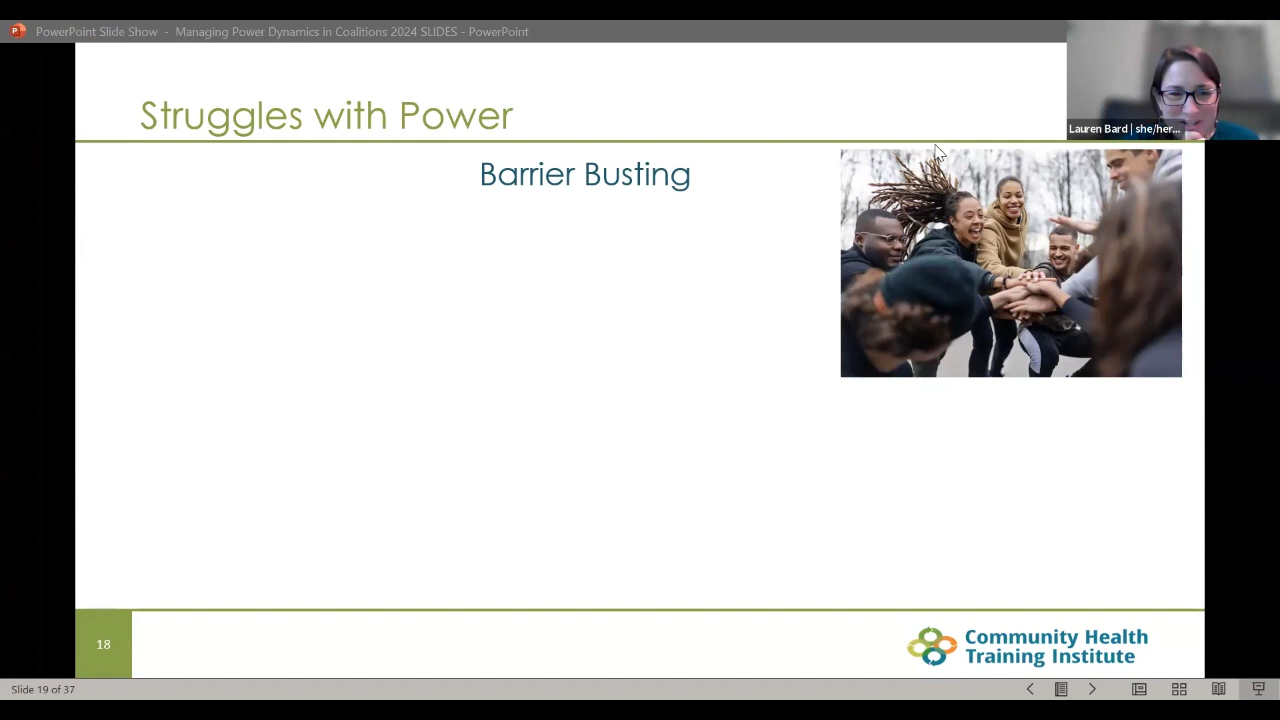 PowerPoint Slide Show - Managing Power Dynamics in Coalitions 2024 SLIDES - PowerPoint
Lauren Bard | she/her...
Struggles with Power
Barrier Busting
18
Community Health
Training Institute
Slide 19 of 37